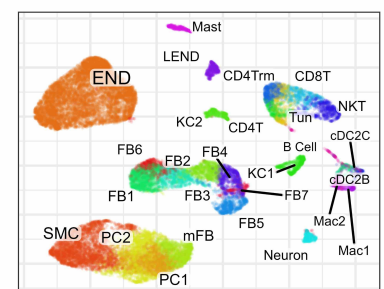 Mast
LEND
END
CD4Trm
CD8T
NKT
Tun
KC2
CD4T
cDC2C
B Cell
FB6
FB4
FB2
KC1
cDC2B
FB1
FB3
FB7
FB5
Mac2
SMC
PC2
mFB
Neuron
Mac1
PC1